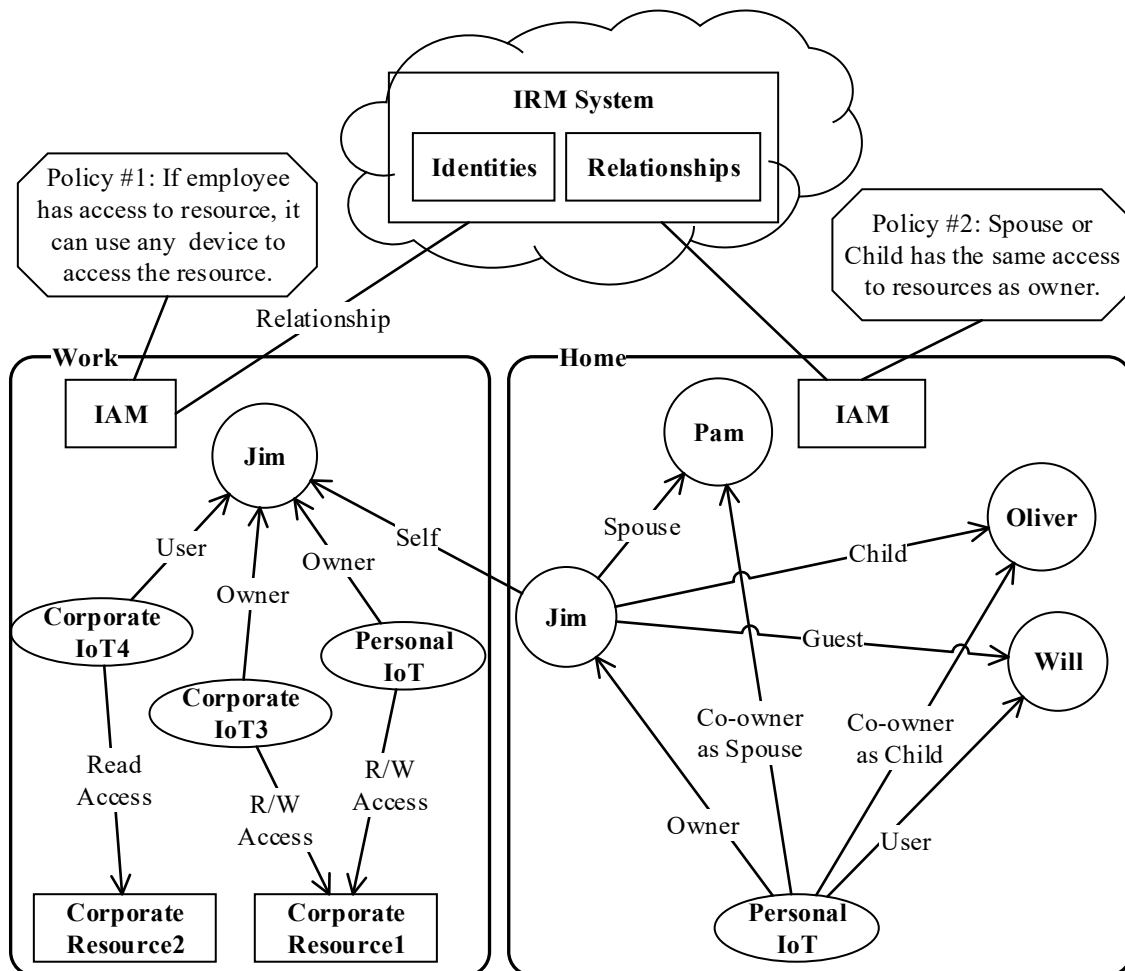 IRM System
Identities
Relationships
Policy #1: If employee
has access to resource, it
can use any device to
access the resource.
Policy #2: Spouse or
Child has the same access
to resources as owner.
Relationship
Work
Home
IAM
IAM
Jim
Pam
Oliver
User
Owner
Owner
Self
Spouse
Child
Jim
Guest
Will
Corporate
IoT4
Corporate
IoT3
Personal
IoT
Read
Access
R/W
Access
R/W
Access
Co-owner
as Spouse
Co-owner
as Child
Owner
User
Corporate
Resource2
Corporate
Resource1
Personal
IoT